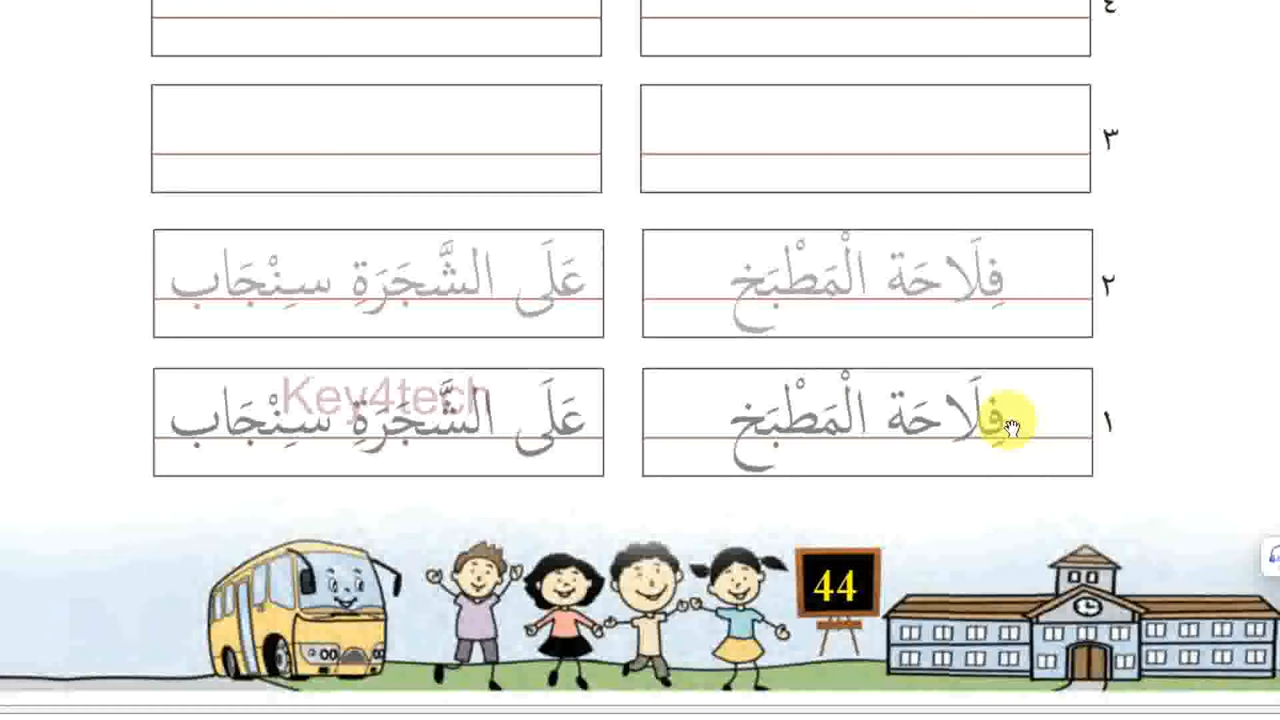 ٤
٣
فِلَاحَة الْمَطْبَخ عَلَى الشَّجَرَةِ سِنْجَاب ٢
Key4tech
فِلَاحَة الْمَطْبَخ عَلَى الشَّجَرَةِ سِنْجَاب ١
44